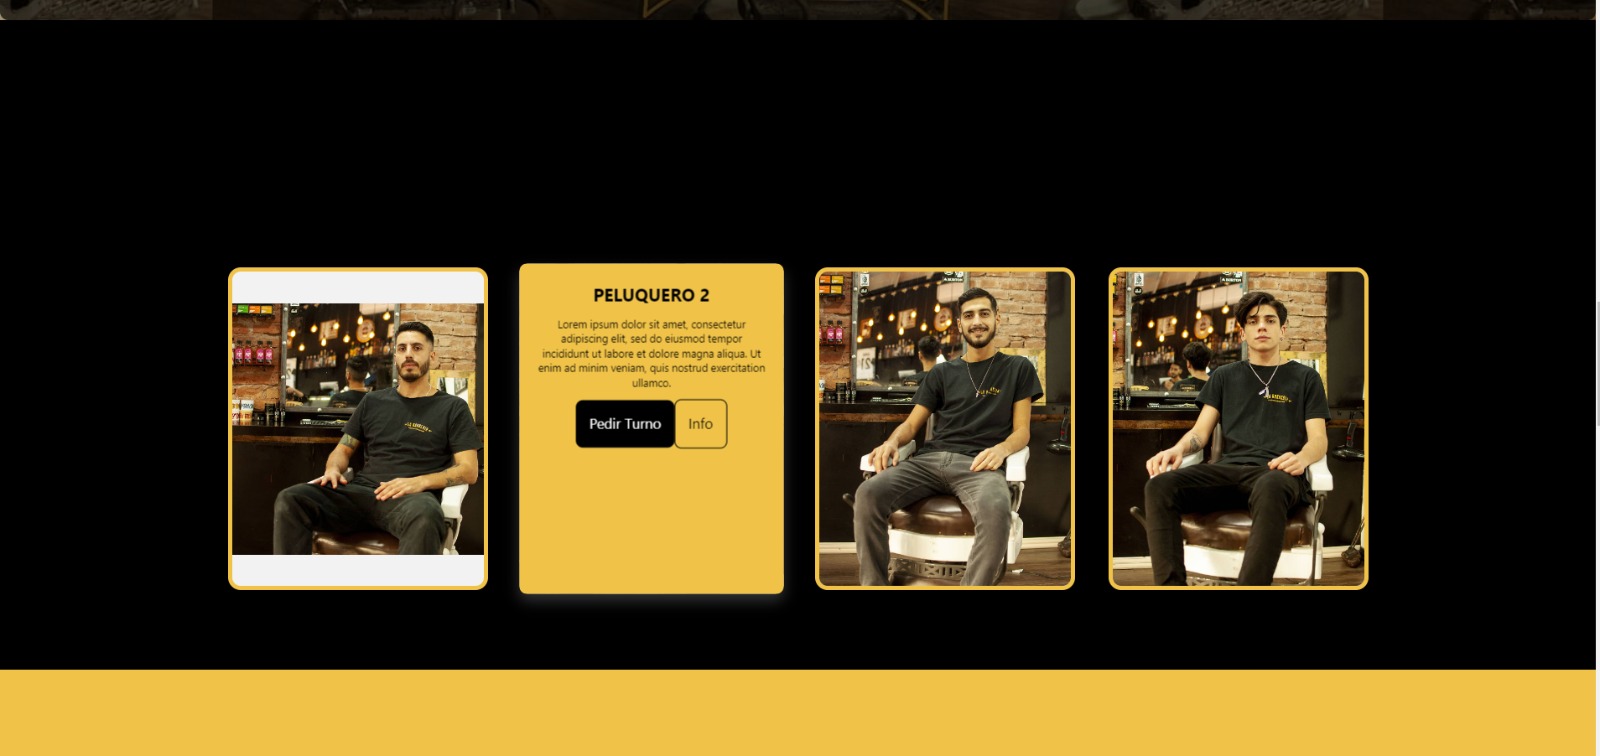 PELUQUERO 2
Lorem ipsum dolor sit amet, consectetur
adipiscing elit, sed do eiusmod tempor
incididunt ut labore et dolore magna aliqua. Ut
enim ad minim veniam, quis nostrud exercitation
ullamco.
Pedir Turno
Info